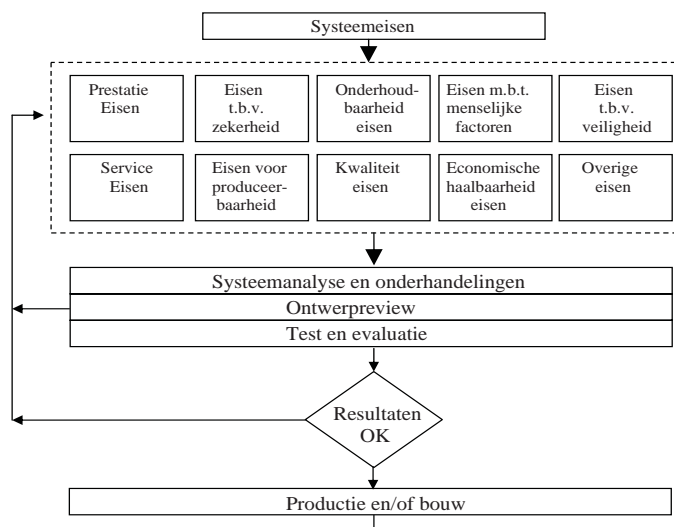 Systeemeisen
Prestatie
Eisen
Eisen
t.b.v.
zekerheid
Onderhoud-
baarheid
eisen
Eisen m.b.t.
menselijke
factoren
Eisen
t.b.v.
veiligheid
Service
Eisen
Eisen voor
produceer-
baarheid
Kwaliteit
eisen
Economische
haalbaarheid
eisen
Overige
eisen
Systeemanalyse en onderhandelingen
Ontwerpreview
Test en evaluatie
Resultaten
OK
Productie en/of bouw